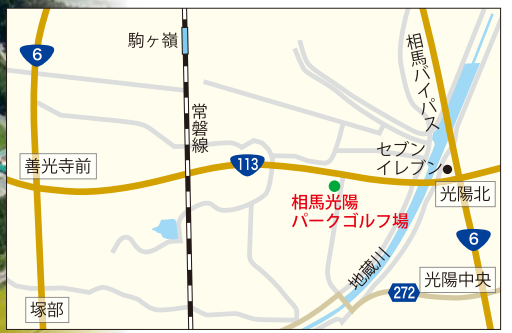 6
駒ヶ嶺
相馬バイパス
常磐線
セブン
イレブン
善光寺前
113
相馬光陽
パークゴルフ場
光陽北
6
地蔵川
272
光陽中央
塚部